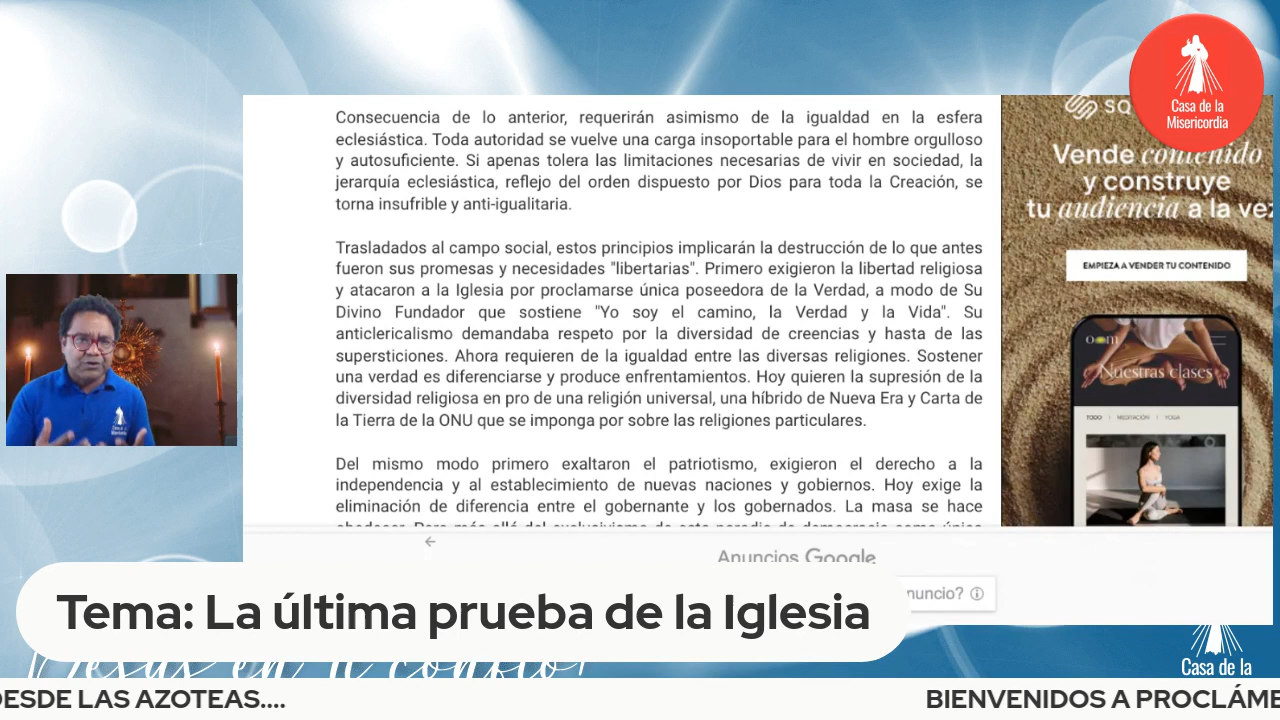 Consecuencia de lo anterior, requerirán asimismo de la igualdad en la esfera
eclesiástica. Toda autoridad se vuelve una carga insoportable para el hombre orgulloso
y autosuficiente. Si apenas tolera las limitaciones necesarias de vivir en sociedad, la
jerarquía eclesiástica, reflejo del orden dispuesto por Dios para toda la Creación, se
torna insufrible y anti-igualitaria.
Trasladados al campo social, estos principios implicarán la destrucción de lo que antes
fueron sus promesas y necesidades "libertarias". Primero exigieron la libertad religiosa
y atacaron a la Iglesia por proclamarse única poseedora de la Verdad, a modo de Su
Divino Fundador que sostiene "Yo soy el camino, la Verdad y la Vida". Su
anticlericalismo demandaba respeto por la diversidad de creencias y hasta de las
supersticiones. Ahora requieren de la igualdad entre las diversas religiones. Sostener
una verdad es diferenciarse y produce enfrentamientos. Hoy quieren la supresión de la
diversidad religiosa en pro de una religión universal, una híbrido de Nueva Era y Carta de
la Tierra de la ONU que se imponga por sobre las religiones particulares.
Del mismo modo primero exaltaron el patriotismo, exigieron el derecho a la
independencia y al establecimiento de nuevas naciones y gobiernos. Hoy exige la
eliminación de diferencia entre el gobernante y los gobernados. La masa se hace
SQ
Vende contenido
y construye
tu audiencia a la vez
EMPIEZA A VENDER TU CONTENIDO
Nuestras clases
TODO | MEDITACIÓN | YOGA
Casa de la
Misericordia
Anuncios Google
nuncio?
Tema: La última prueba de la Iglesia
Casa de la
DESDE LAS AZOTEAS....
BIENVENIDOS A PROCLÁME